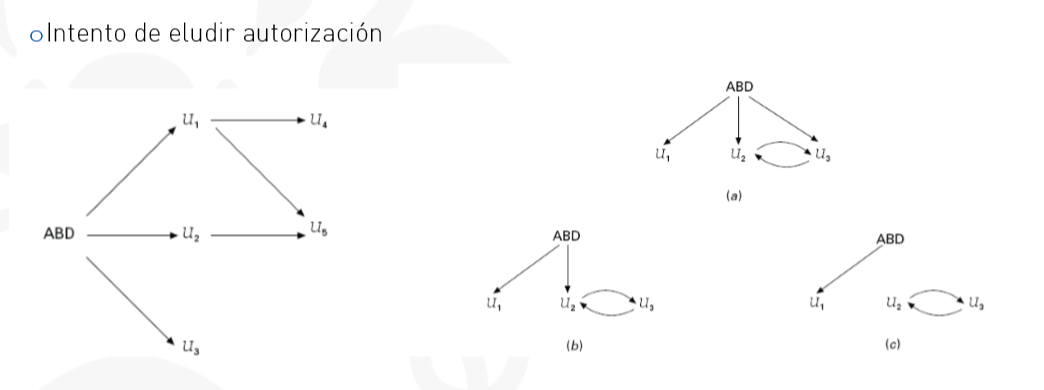 oIntento de eludir autorización
ABD
U₁ U₄
U₁ U₂ U₃
(a)
ABD U₂ U₅
ABD
ABD
U₁ U₂ U₃
U₁ U₂ U₃
U₃
(b)
(c)